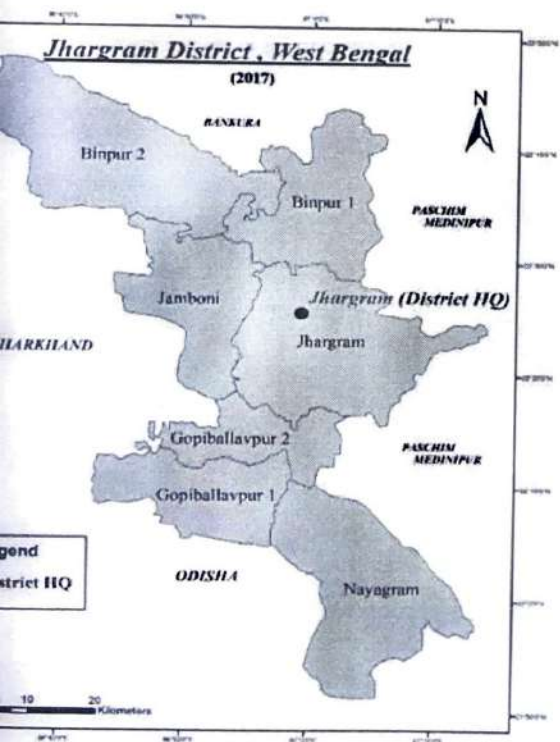 Jhargram District , West Bengal
(2017)
N
BANKURA
Binpur 2
Binpur 1
PASCHIM
MEDINIPUR
Jamboni
Jhargram (District HQ)
Jhargram
HARKHAND
Gopiballavpur 2
PASCHIM
MEDINIPUR
Gopiballavpur 1
gend
strict HQ
ODISHA
Nayagram
10 20
Kilometers